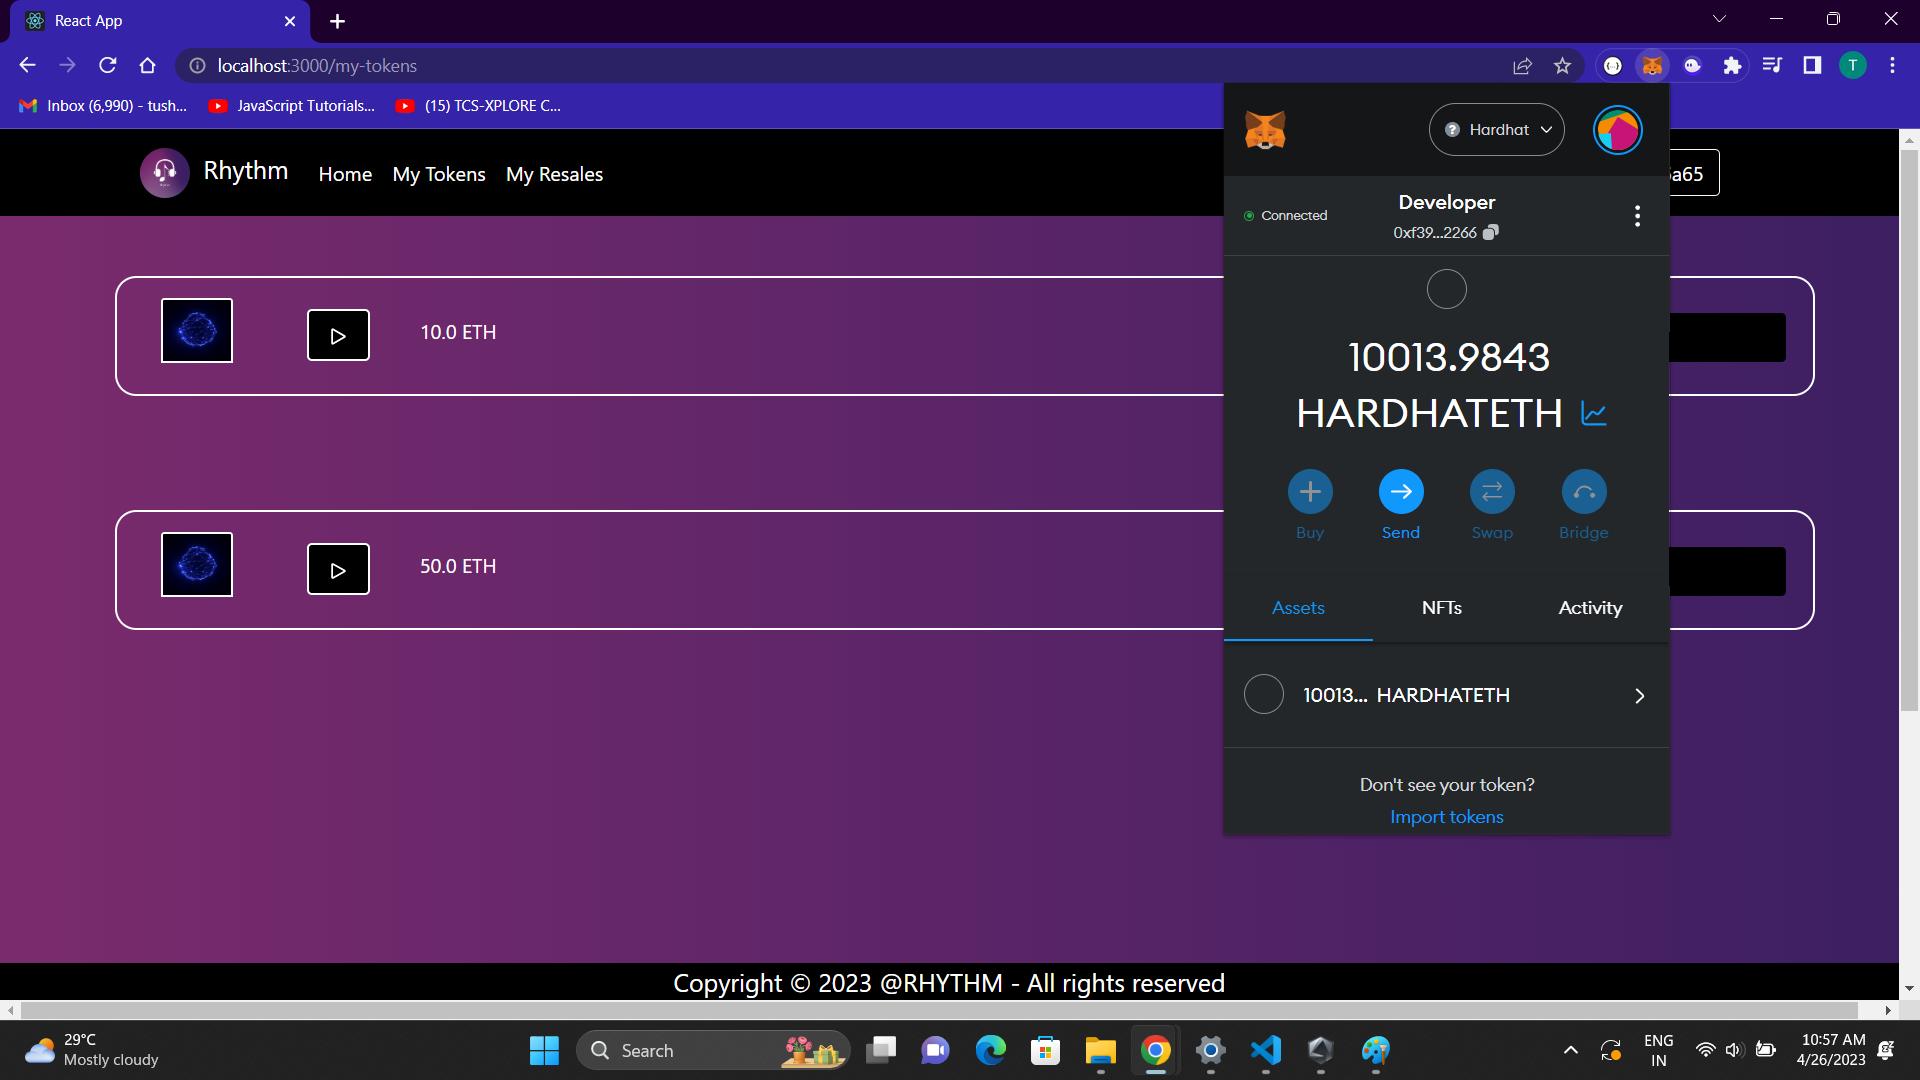 React App
localhost:3000/my-tokens
T
Inbox (6,990) - tush...
JavaScript Tutorials...
(15) TCS-XPLORE C...
Rhythm
Home
My Tokens
My Resales
Hardhat
a65
Connected
Developer
0xf39...2266
10.0 ETH
10013.9843
HARDHATETH
Buy
Send
Swap
Bridge
50.0 ETH
Assets
NFTs
Activity
10013... HARDHATETH
Don't see your token?
Import tokens
Copyright © 2023 @RHYTHM - All rights reserved
29°C
Mostly cloudy
Search
ENG
IN
10:57 AM
4/26/2023